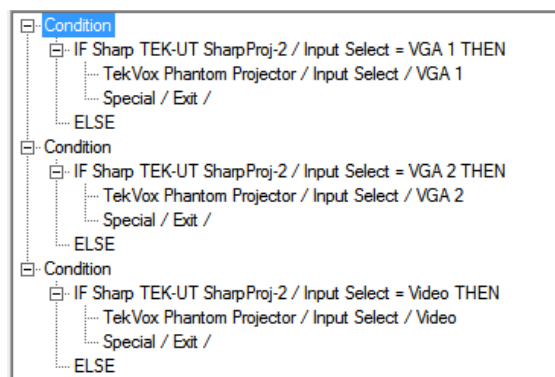 Condition
IF Sharp TEK-UT SharpProj-2 / Input Select = VGA 1 THEN
TekVox Phantom Projector / Input Select / VGA 1
Special / Exit /
ELSE
Condition
IF Sharp TEK-UT SharpProj-2 / Input Select = VGA 2 THEN
TekVox Phantom Projector / Input Select / VGA 2
Special / Exit /
ELSE
Condition
IF Sharp TEK-UT SharpProj-2 / Input Select = Video THEN
TekVox Phantom Projector / Input Select / Video
Special / Exit /
ELSE